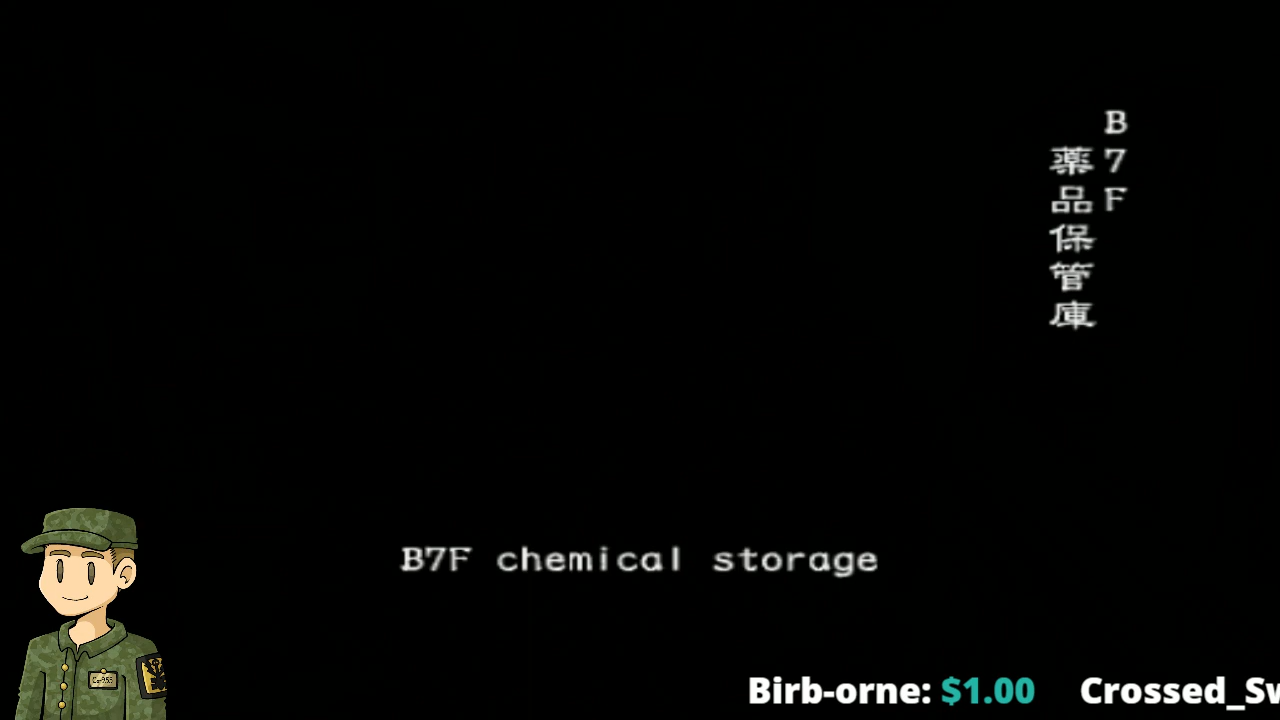 B7F
薬品保管庫
B7F chemical storage
Birb-orne: $1.00 Crossed_Sw